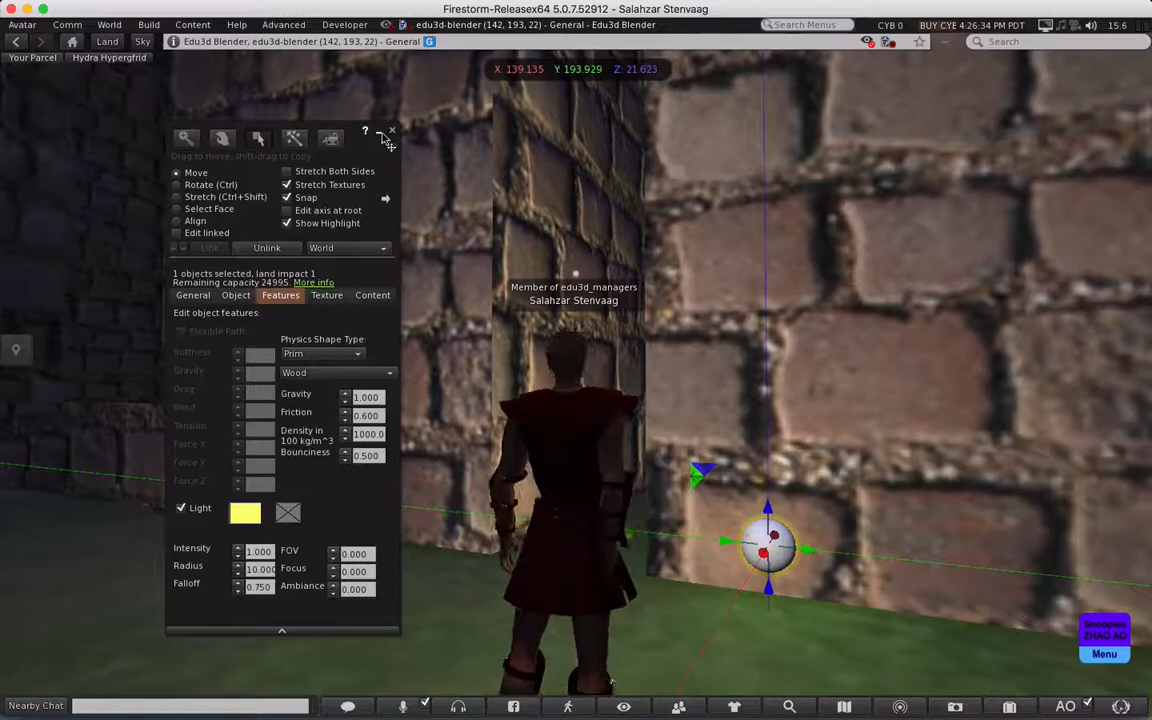 Firestorm-Releasex64 5.0.7.52912 - Salahzar Stenvaag
Avatar Comm World Build Content Help Advanced Developer edu3d-blender (142, 193, 22) - General - Edu3d Blender Search Menus CYB 0 BUY CYE 4:26:34 PM PDT 15.6
Land Sky Edu3d Blender, edu3d-blender (142, 193, 22) - General G Search
Your Parcel Hydra Hypergfrid
X: 139.135 Y: 193.929 Z: 21.623
?
Drag to move, shift-drag to copy
Move Stretch Both Sides
Rotate (Ctrl) Stretch Textures
Stretch (Ctrl+Shift) Snap
Select Face Edit axis at root
Align Show Highlight
Edit linked
Link Unlink World
1 objects selected, land impact 1
Remaining capacity 24995. More info
General Object Features Texture Content
Edit object features:
Flexible Path
Physics Shape Type:
Softness Prim
Gravity Wood
Drag Gravity 1.000
Wind Friction 0.600
Tension Density in 100 kg/m^3 1000.0
Force X Bounciness 0.500
Force Y
Force Z
Light
Intensity 1.000 FOV 0.000
Radius 10.000 Focus 0.000
Falloff 0.750 Ambiance 0.000
Member of edu3d_managers
Salahzar Stenvaag
Snoopies
ZHAO AO
Menu
Nearby Chat AO